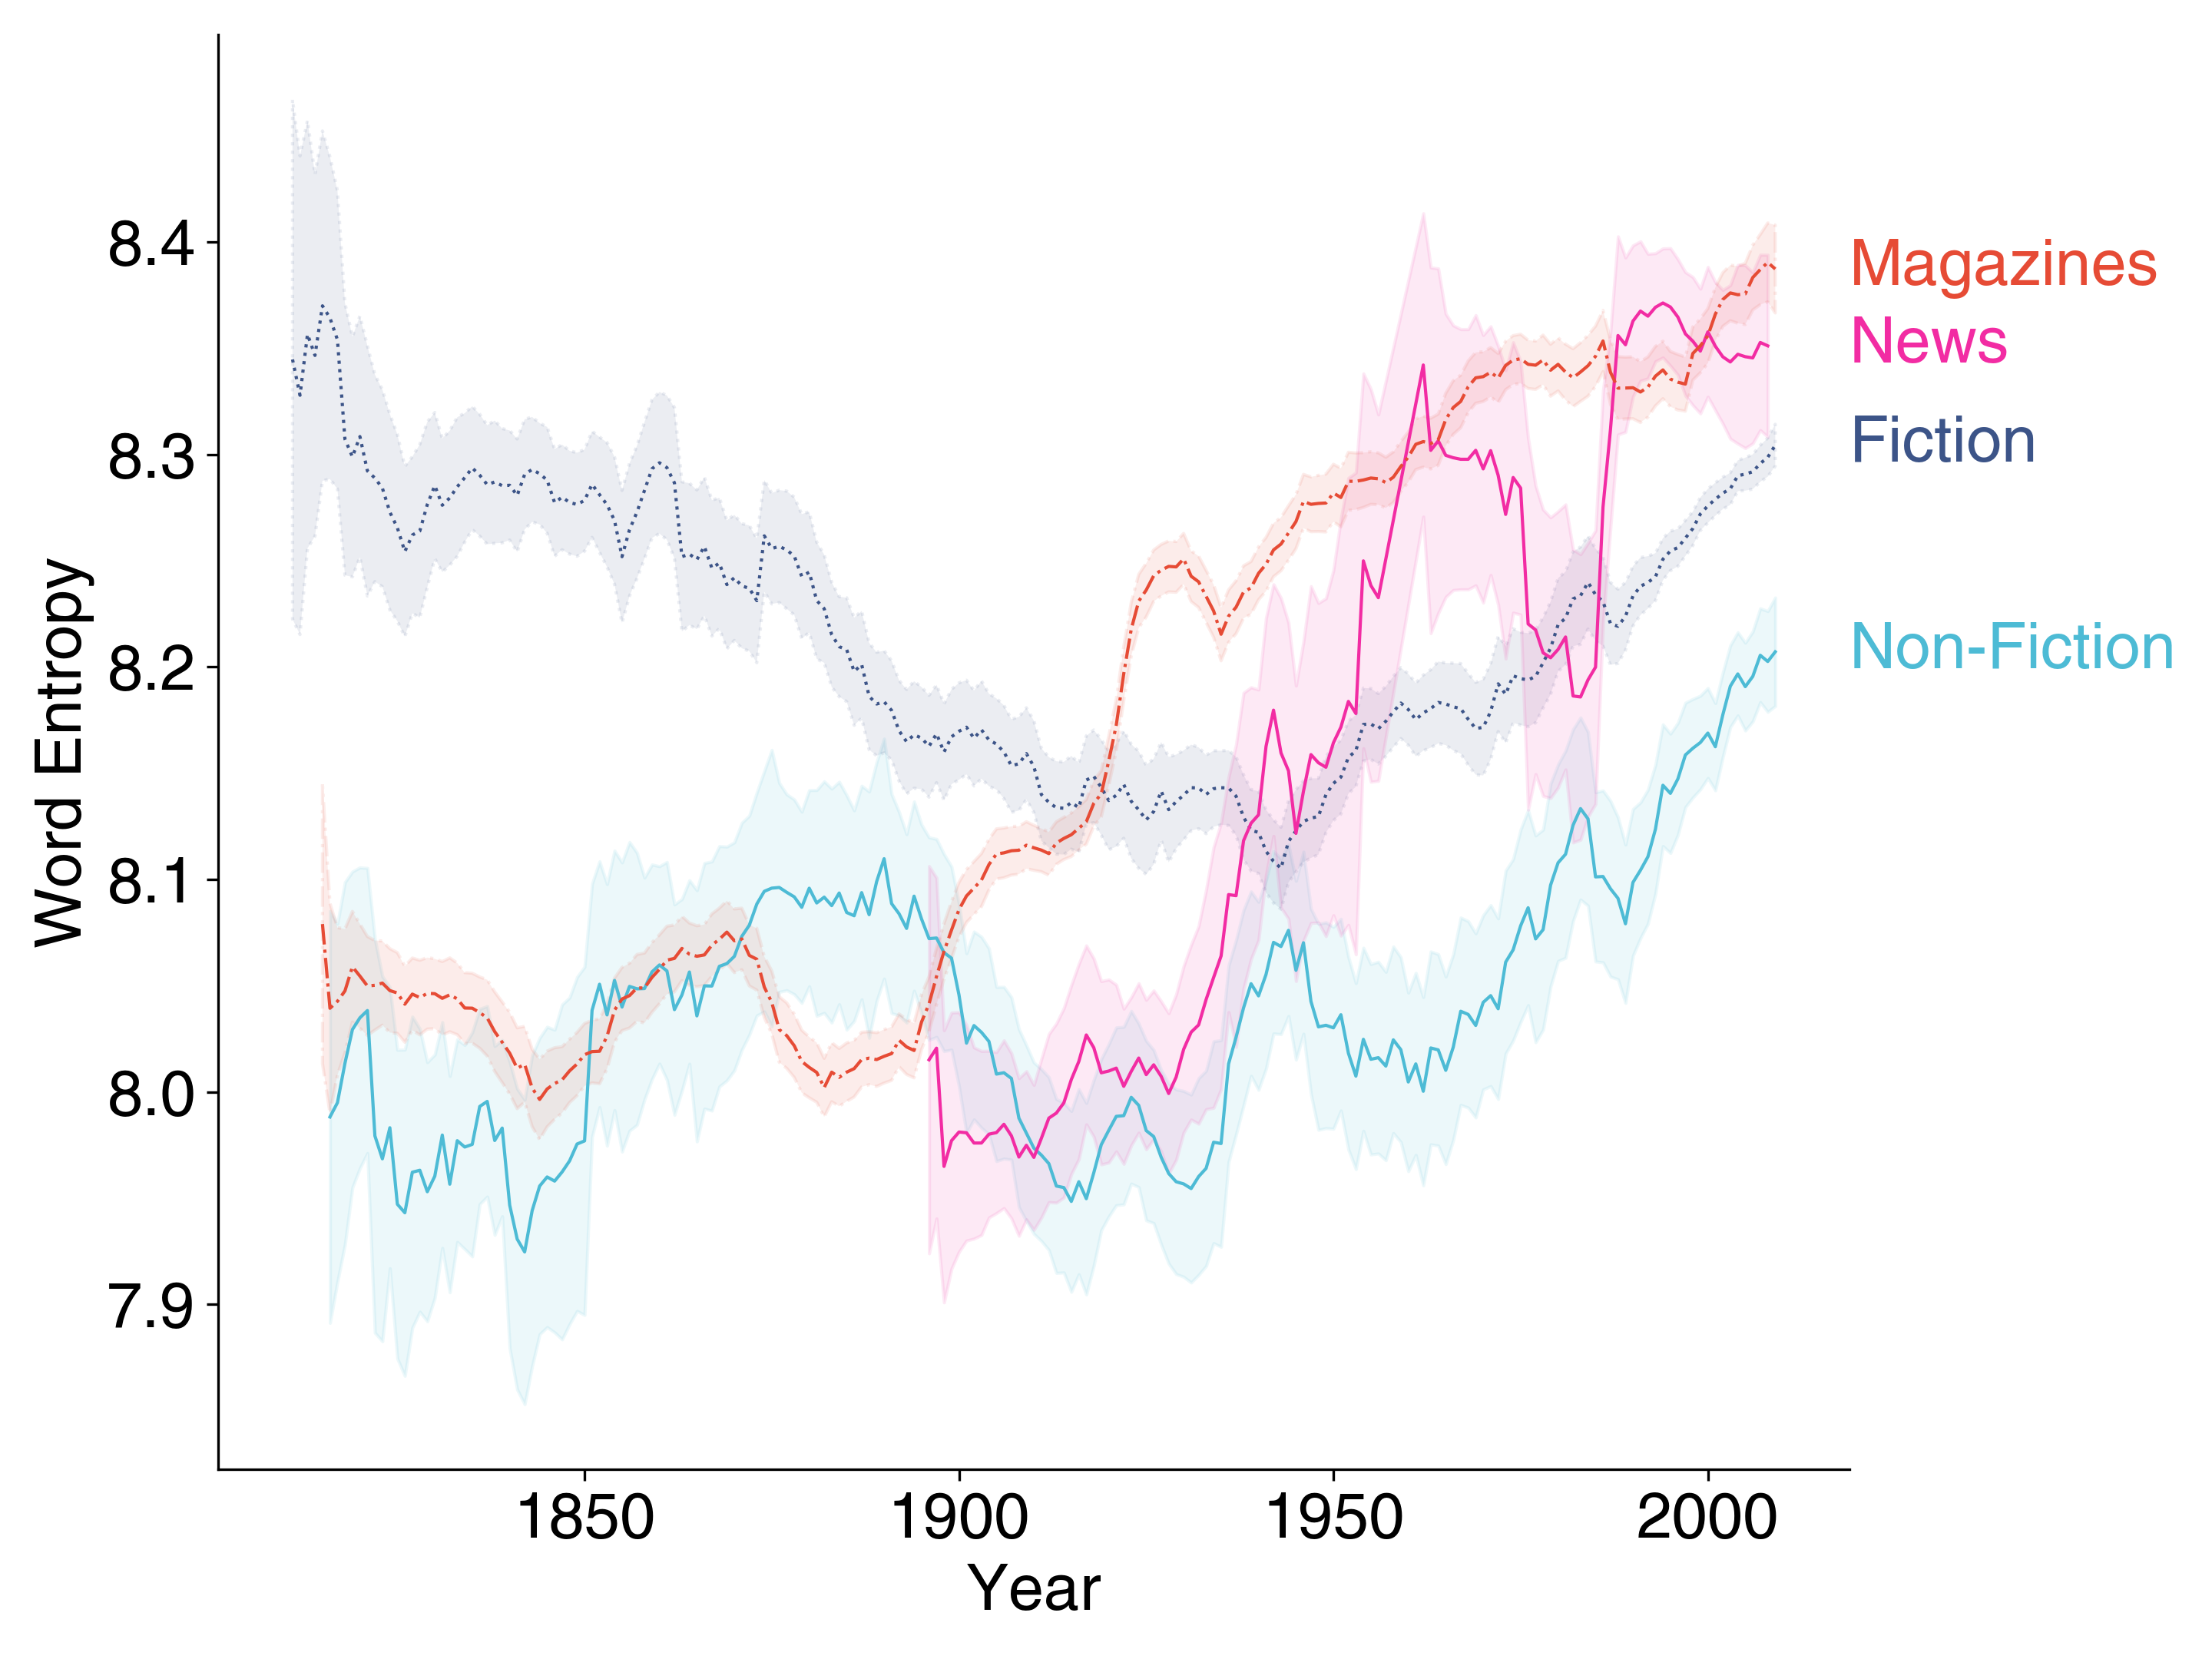 Word Entropy
8.4
8.3
8.2
8.1
8.0
7.9
1850 1900 1950 2000
Year
Magazines
News
Fiction
Non-Fiction